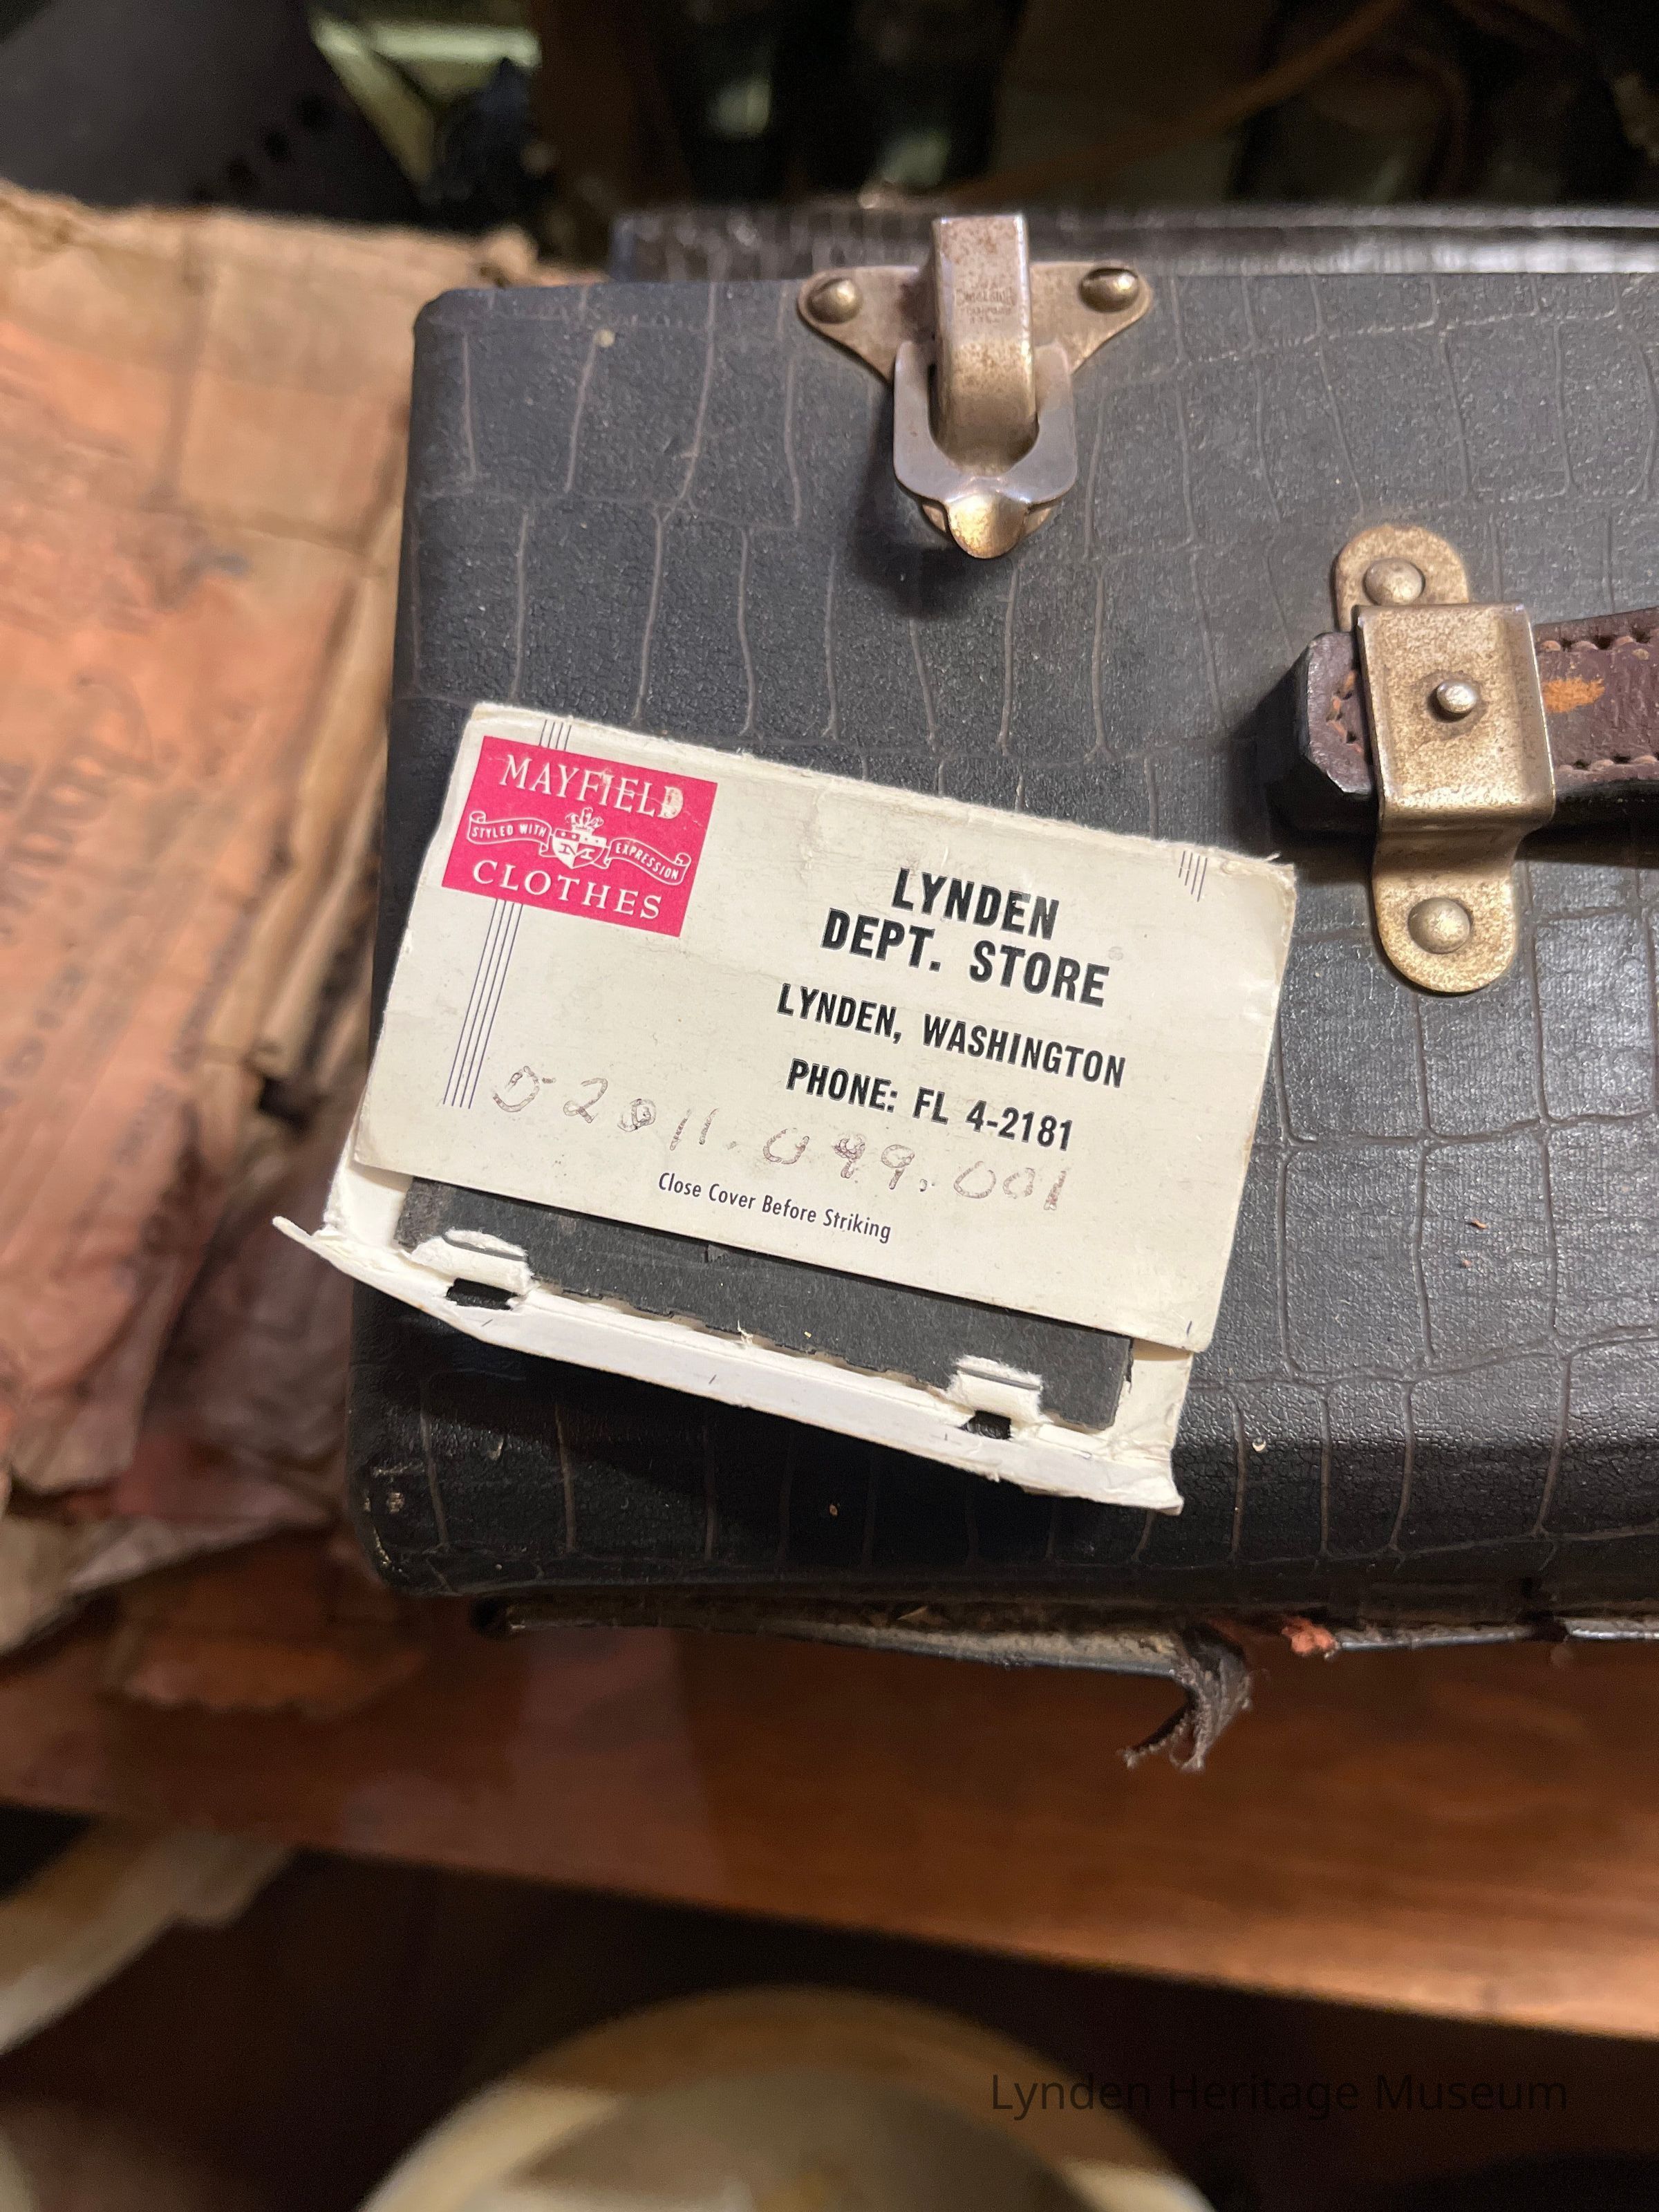 MAYFIELD
STYLED WITH EXPRESSION
M
CLOTHES
LYNDEN
DEPT. STORE
LYNDEN, WASHINGTON
PHONE: FL 4-2181
2011.099.001
Close Cover Before Striking
Lynden Heritage Museum